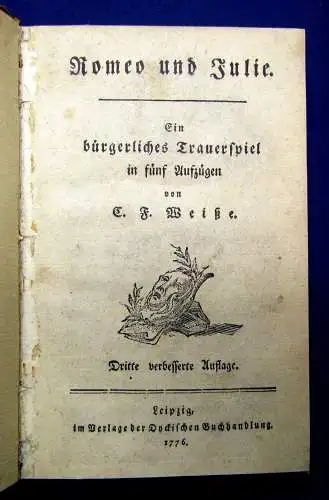 Romeo und Julie.
Ein
bürgerliches Trauerspiel
in fünf Aufzügen
von
C. F. Weiße.
Dritte verbesserte Auflage.
Leipzig,
im Verlage der Dyckischen Buchhandlung.
1776.